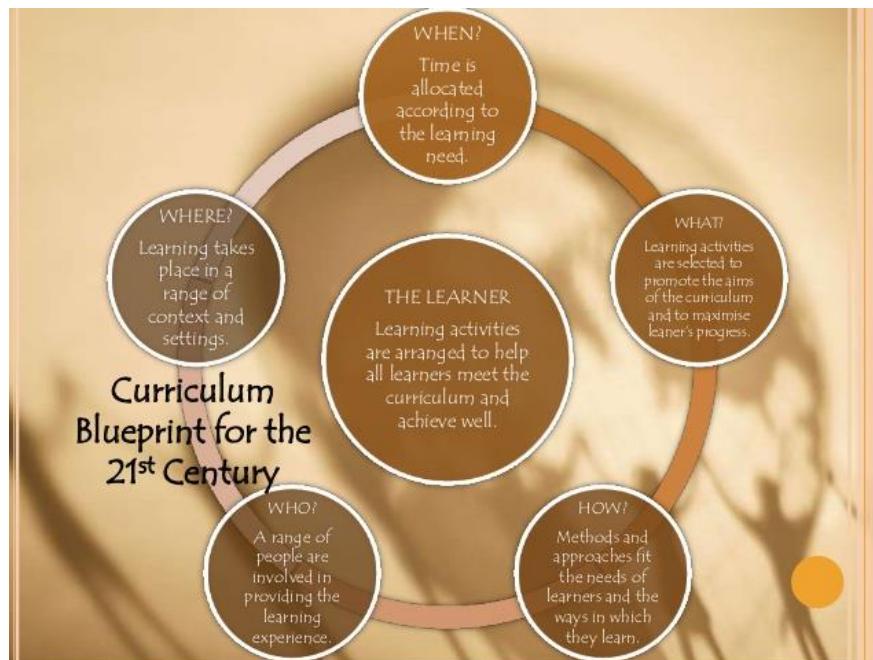 WHEN?
Time is
allocated
according to
the learning
need.
WHAT?
Learning activities
are selected to
promote the aims
of the curriculum
and to maximise
leaner's progress.
HOW?
Methods and
approaches fit
the needs of
learners and the
ways in which
they learn.
WHO?
A range of
people are
involved in
providing the
learning
experience.
WHERE?
Learning takes
place in a
range of
context and
settings.
THE LEARNER
Learning activities
are arranged to help
all learners meet the
curriculum and
achieve well.
Curriculum
Blueprint for the
21st Century